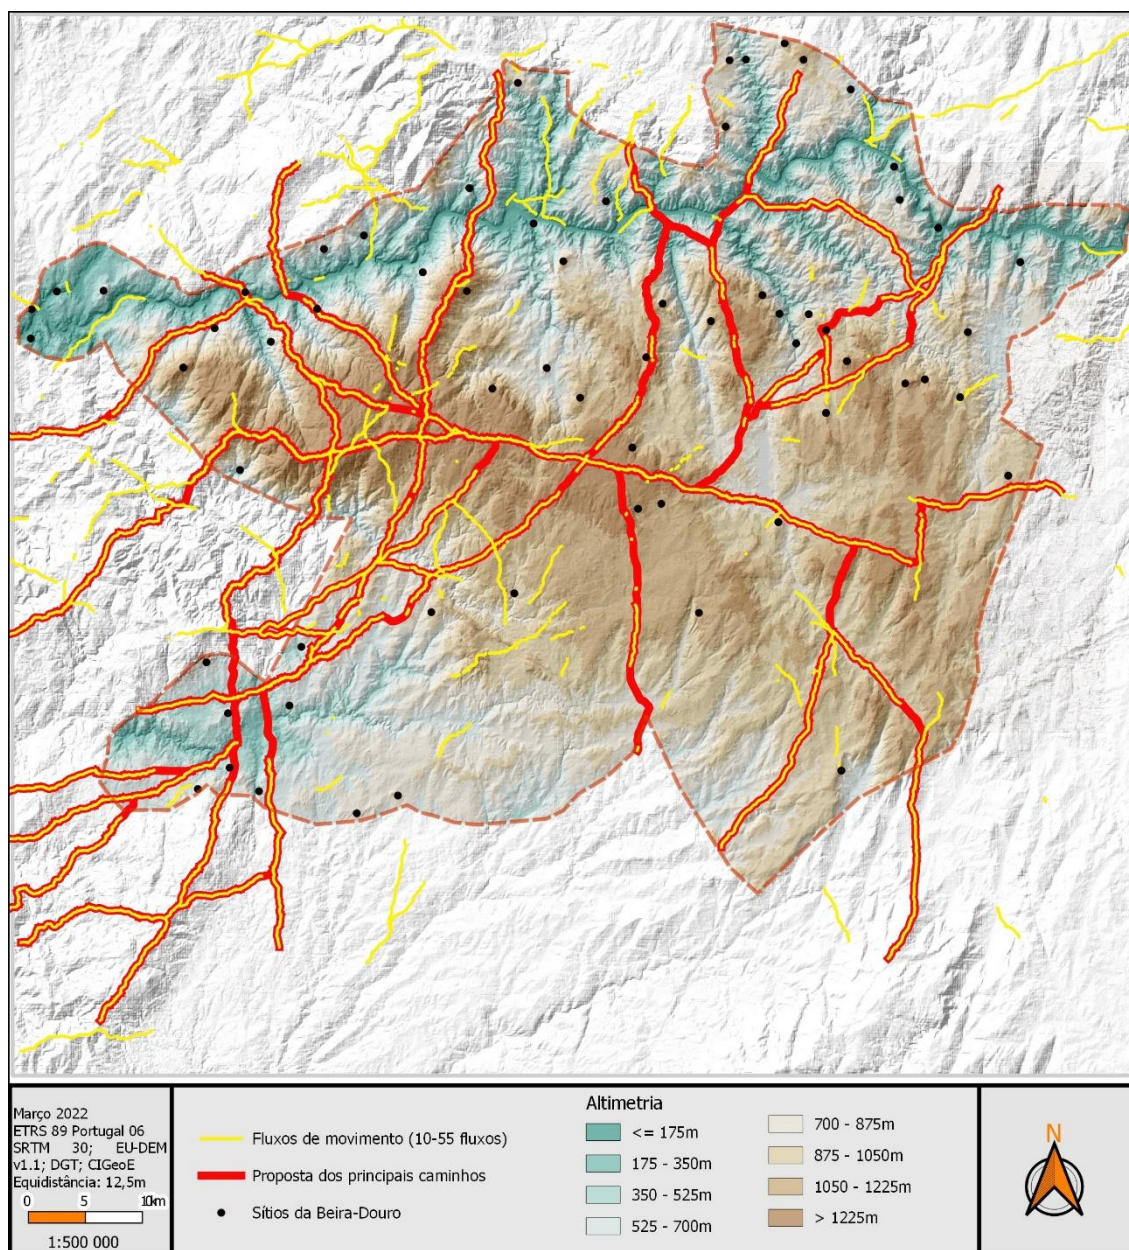 Março 2022
ETRS 89 Portugal 06
SRTM 30; EU-DEM
v1.1; DGT; CIGeoE
Equidistância: 12,5m
0 5 10km
1:500 000
Fluxos de movimento (10-55 fluxos)
Proposta dos principais caminhos
Sítios da Beira-Douro
Altimetria
<= 175m
175 - 350m
350 - 525m
525 - 700m
700 - 875m
875 - 1050m
1050 - 1225m
> 1225m
N